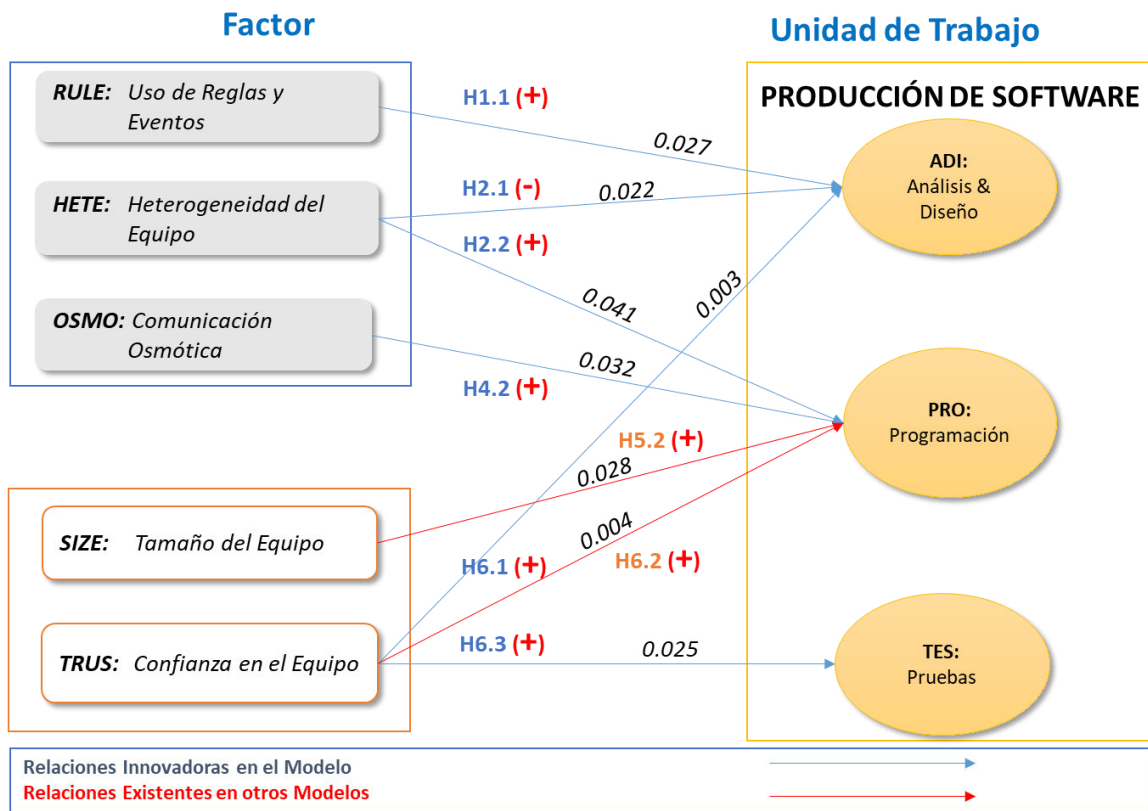 Factor
Unidad de Trabajo
RULE: Uso de Reglas y
Eventos
HETE: Heterogeneidad del
Equipo
OSMO: Comunicación
Osmótica
SIZE: Tamaño del Equipo
TRUS: Confianza en el Equipo
H1.1 (+)
0.027
H2.1 (-)
0.022
H2.2 (+)
0.041
0.003
0.032
H4.2 (+)
H5.2 (+)
0.028
0.004
H6.1 (+)
H6.2 (+)
H6.3 (+)
0.025
PRODUCCIÓN DE SOFTWARE
ADI:
Análisis &
Diseño
PRO:
Programación
TES:
Pruebas
Relaciones Innovadoras en el Modelo
Relaciones Existentes en otros Modelos